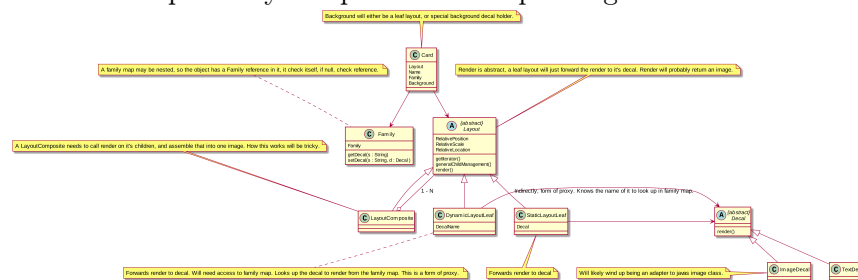 Background will either be a leaf layout, or special background decal holder.
C Card
Layout
Name
Family
Background
A family map may be nested, so the object has a Family reference in it, it check itself, if null, check reference.
Render is abstract, a leaf layout will just forward the render to it's decal. Render will probably return an image.
C Family
Family
getDecal(s : String)
setDecal(s : String, d : Decal)
A {abstract}
Layout
RelativePosition
RelativeScale
RelativeLocation
getIterator()
generalChildManagement()
render()
A LayoutComposite needs to call render on it's children, and assemble that into one image. How this works will be tricky.
1 - N
Indirectly, form of proxy. Knows the name of it to look up in family map.
C LayoutComposite
C DynamicLayoutLeaf
DecalName
C StaticLayoutLeaf
Decal
A {abstract}
Decal
render()
Forwards render to decal. Will need access to family map. Looks up the decal to render from the family map. This is a form of proxy.
Forwards render to decal
Will likely wind up being an adapter to jaxas image class.
C ImageDecal
C TextDe